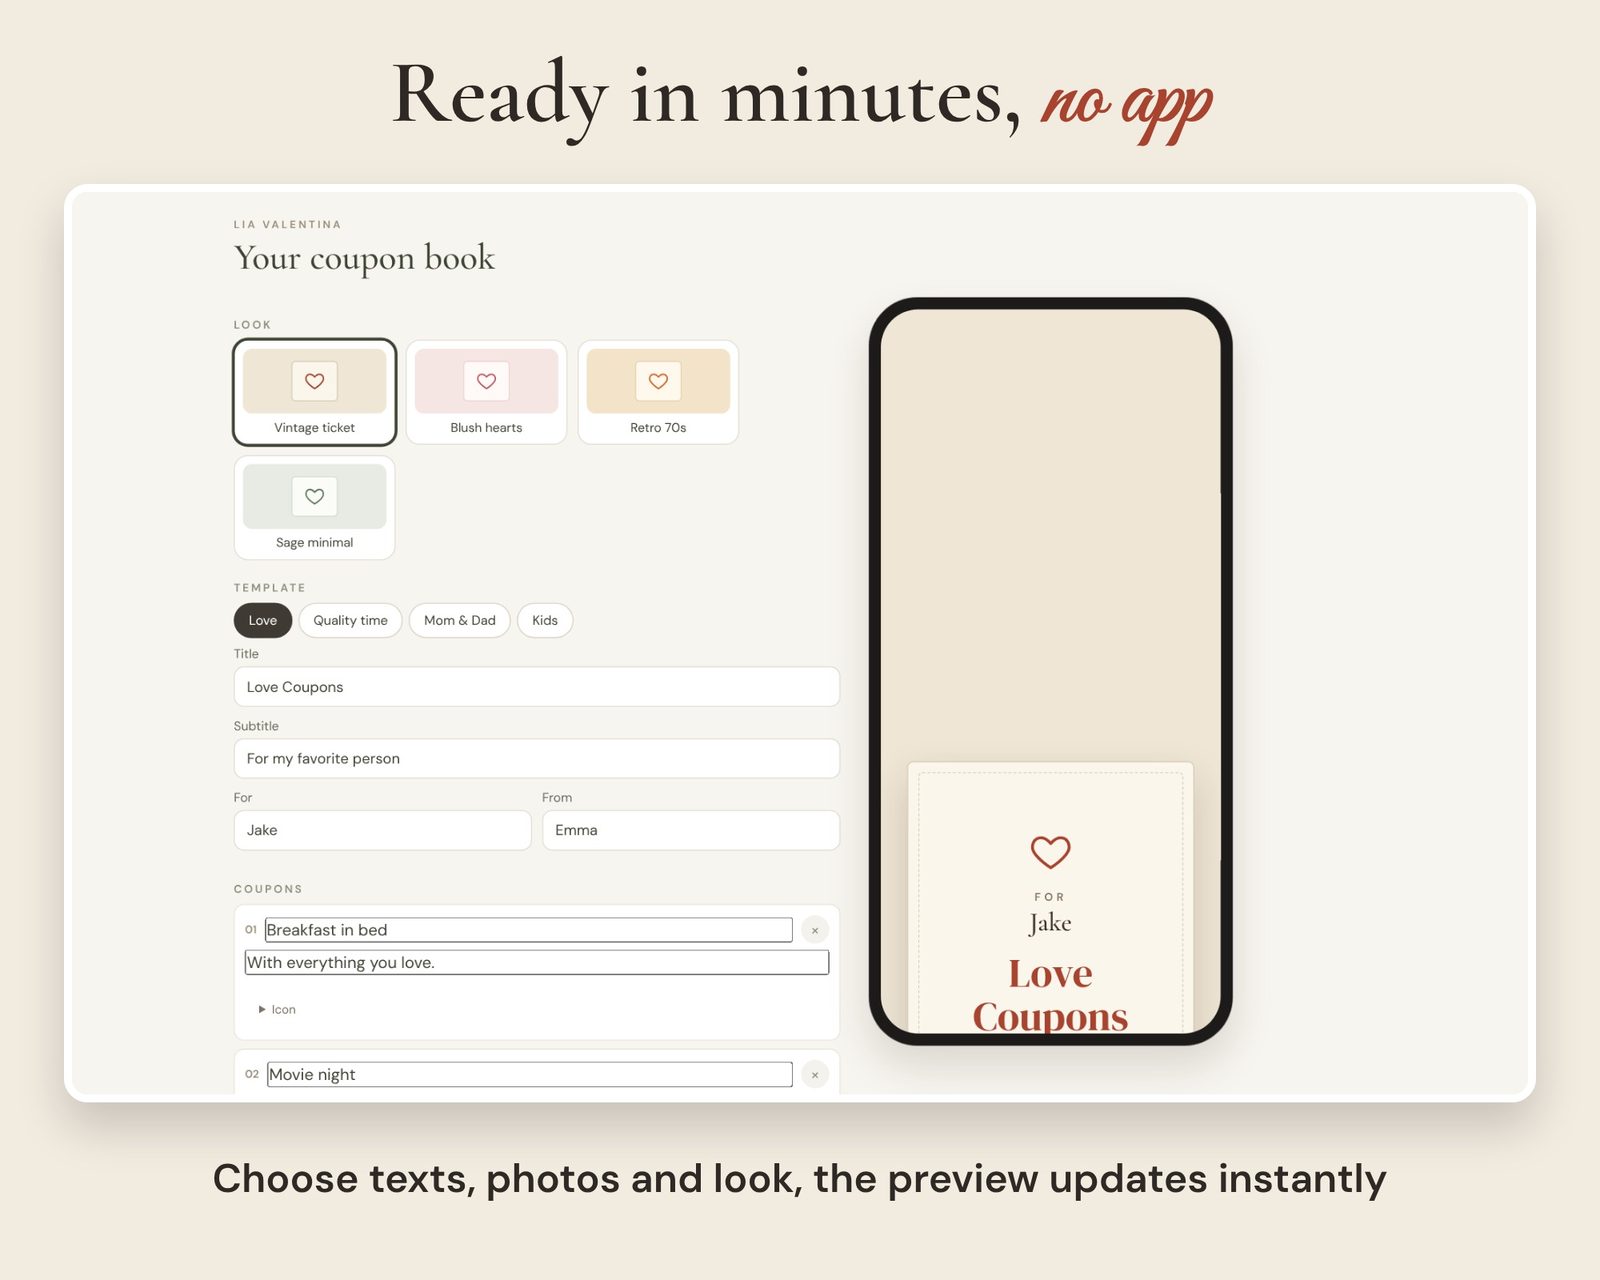 Ready in minutes, no app
LIA VALENTINA
Your coupon book
LOOK
Vintage ticket
Blush hearts
Retro 70s
Sage minimal
TEMPLATE
Love
Quality time
Mom & Dad
Kids
Title
Love Coupons
Subtitle
For my favorite person
For
From
Jake
Emma
COUPONS
01 Breakfast in bed ×
With everything you love.
Icon
02 Movie night ×
FOR
Jake
Love
Coupons
Choose texts, photos and look, the preview updates instantly